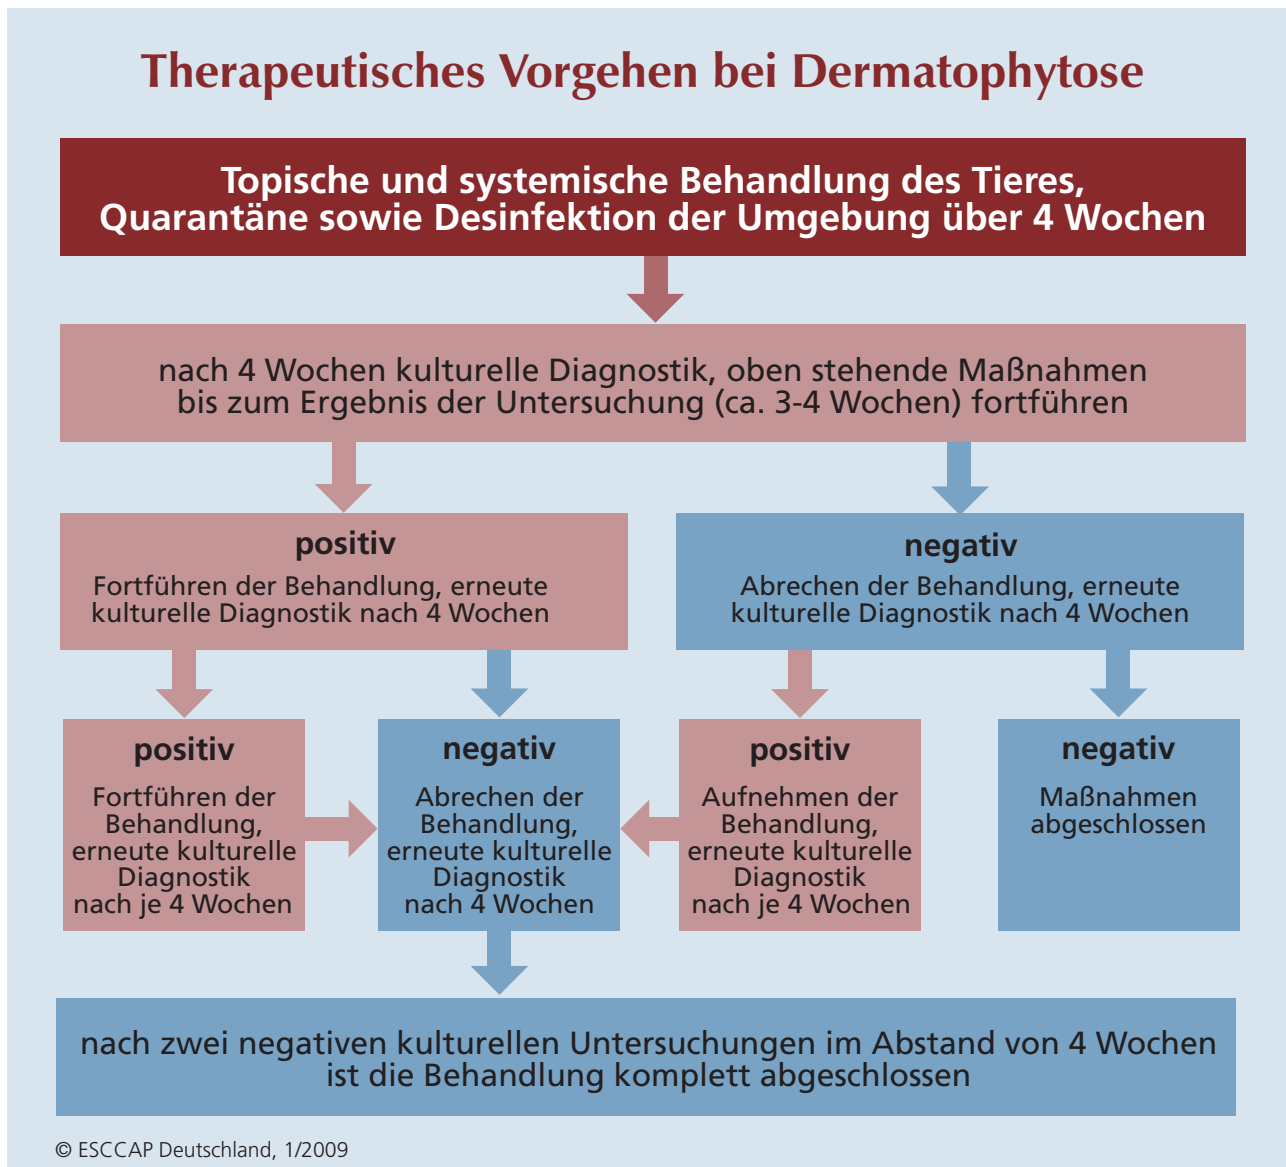 Therapeutisches Vorgehen bei Dermatophytose
Topische und systemische Behandlung des Tieres,
Quarantäne sowie Desinfektion der Umgebung über 4 Wochen
nach 4 Wochen kulturelle Diagnostik, oben stehende Maßnahmen
bis zum Ergebnis der Untersuchung (ca. 3-4 Wochen) fortführen
positiv
Fortführen der Behandlung, erneute
kulturelle Diagnostik nach 4 Wochen
negativ
Abrechen der Behandlung, erneute
kulturelle Diagnostik nach 4 Wochen
positiv
Fortführen der
Behandlung,
erneute kulturelle
Diagnostik
nach je 4 Wochen
negativ
Abrechen der
Behandlung,
erneute kulturelle
Diagnostik
nach 4 Wochen
positiv
Aufnehmen der
Behandlung,
erneute kulturelle
Diagnostik
nach je 4 Wochen
negativ
Maßnahmen
abgeschlossen
nach zwei negativen kulturellen Untersuchungen im Abstand von 4 Wochen
ist die Behandlung komplett abgeschlossen
© ESCCAP Deutschland, 1/2009